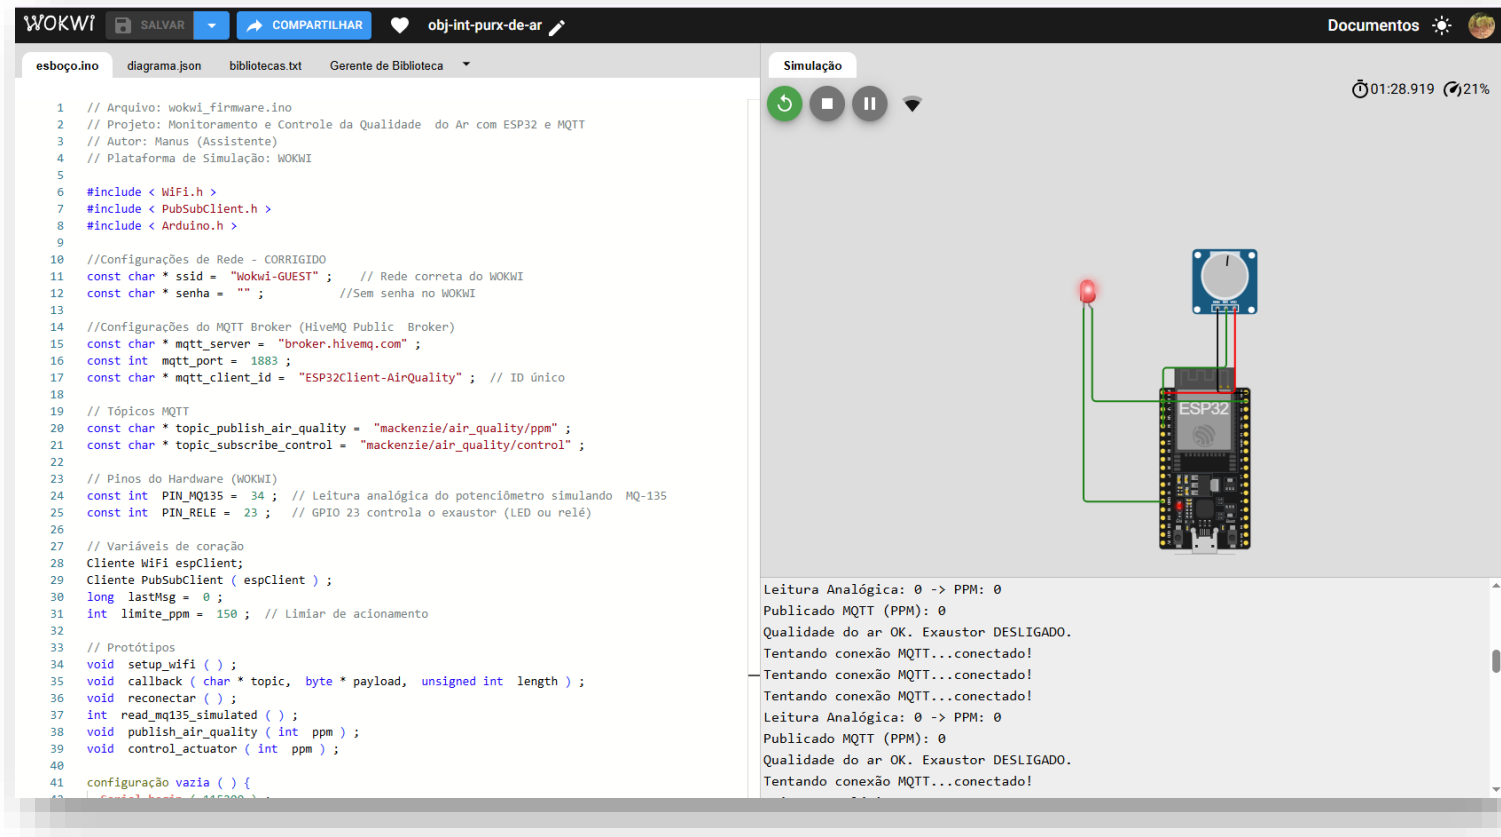 WOKWi SALVAR COMPARTILHAR obj-int-purx-de-ar Documentos
esboço.ino diagrama.json bibliotecas.txt Gerente de Biblioteca
1 // Arquivo: wokwi_firmware.ino
2 // Projeto: Monitoramento e Controle da Qualidade do Ar com ESP32 e MQTT
3 // Autor: Manus (Assistente)
4 // Plataforma de Simulação: WOKWI
5
6 #include < WiFi.h >
7 #include < PubSubClient.h >
8 #include < Arduino.h >
9
10 //Configurações de Rede - CORRIGIDO
11 const char * ssid = "Wokwi-GUEST" ; // Rede correta do WOKWI
12 const char * senha = "" ; //Sem senha no WOKWI
13
14 //Configurações do MQTT Broker (HiveMQ Public Broker)
15 const char * mqtt_server = "broker.hivemq.com" ;
16 const int mqtt_port = 1883 ;
17 const char * mqtt_client_id = "ESP32Client-AirQuality" ; // ID único
18
19 // Tópicos MQTT
20 const char * topic_publish_air_quality = "mackenzie/air_quality/ppm" ;
21 const char * topic_subscribe_control = "mackenzie/air_quality/control" ;
22
23 // Pinos do Hardware (WOKWI)
24 const int PIN_MQ135 = 34 ; // Leitura analógica do potenciômetro simulando MQ-135
25 const int PIN_RELE = 23 ; // GPIO 23 controla o exaustor (LED ou relé)
26
27 // Variáveis de coração
28 Cliente WiFi espClient;
29 Cliente PubSubClient ( espClient ) ;
30 long lastMsg = 0 ;
31 int limite_ppm = 150 ; // Limiar de acionamento
32
33 // Protótipos
34 void setup_wifi ( ) ;
35 void callback ( char * topic, byte * payload, unsigned int length ) ;
36 void reconectar ( ) ;
37 int read_mq135_simulated ( ) ;
38 void publish_air_quality ( int ppm ) ;
39 void control_actuator ( int ppm ) ;
40
41 configuração vazia ( ) {
Simulação
01:28.919 21%
ESP32
Leitura Analógica: 0 -> PPM: 0
Publicado MQTT (PPM): 0
Qualidade do ar OK. Exaustor DESLIGADO.
Tentando conexão MQTT...conectado!
Tentando conexão MQTT...conectado!
Tentando conexão MQTT...conectado!
Leitura Analógica: 0 -> PPM: 0
Publicado MQTT (PPM): 0
Qualidade do ar OK. Exaustor DESLIGADO.
Tentando conexão MQTT...conectado!